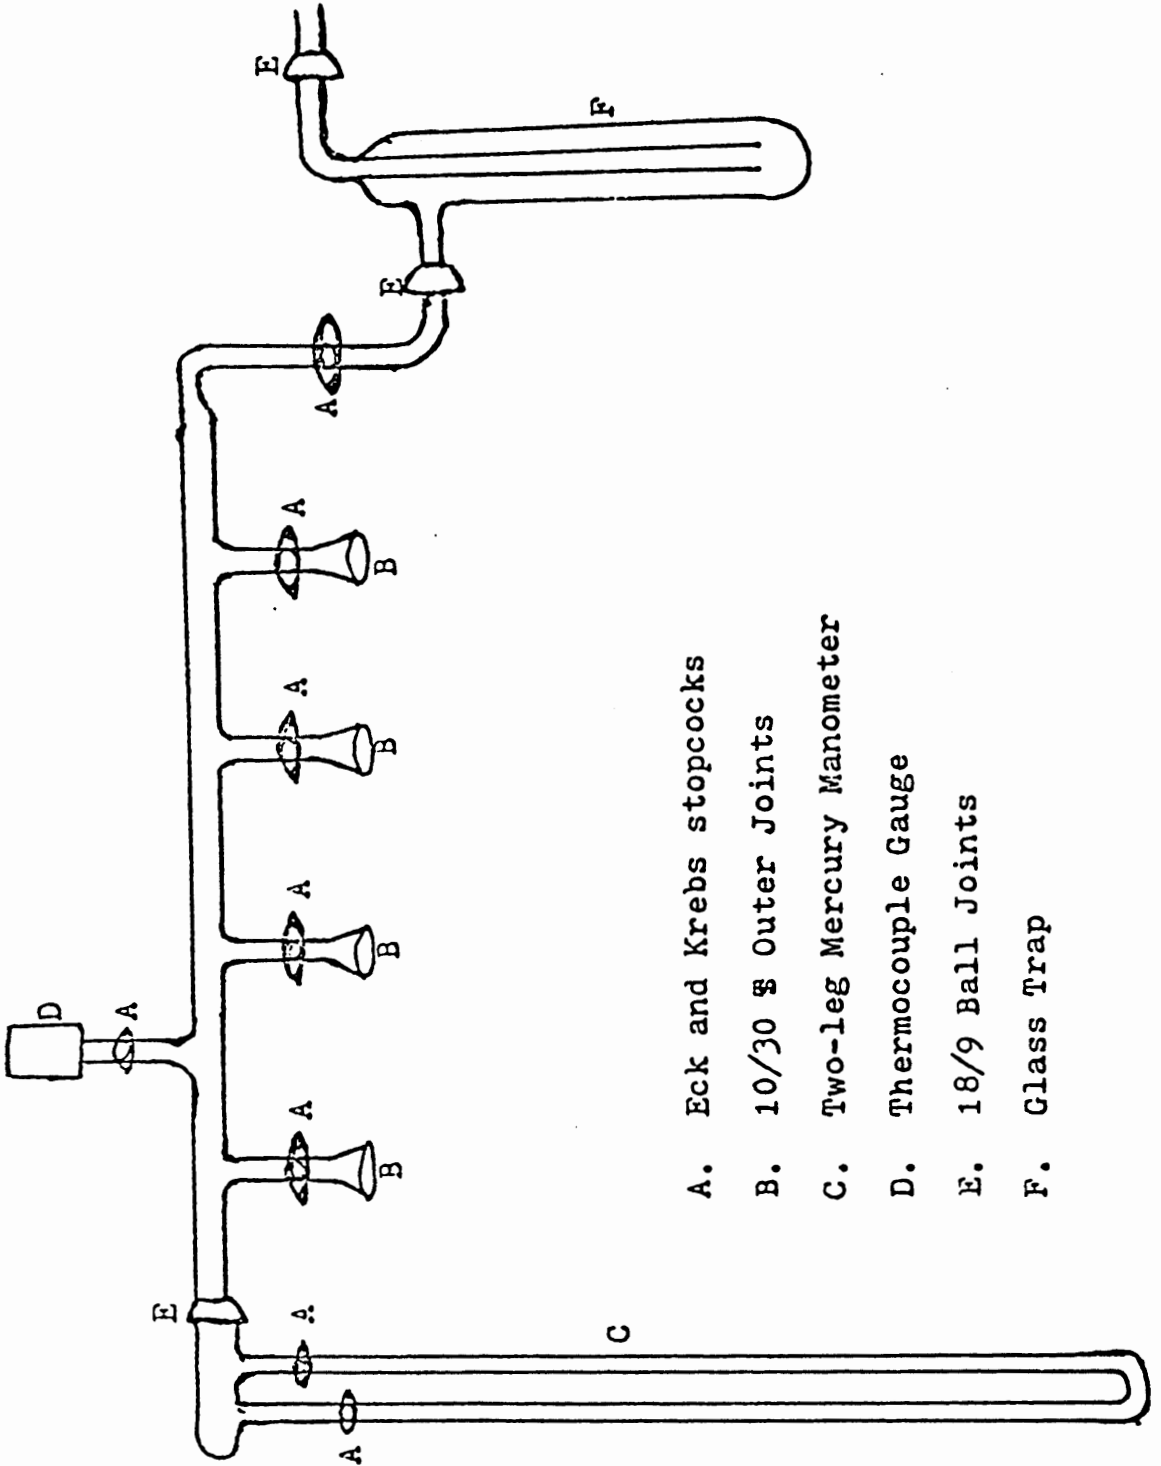 E
F
E
A
A
B
A
B
A
B
D
A
A
B
E
A
C
A
A. Eck and Krebs stopcocks
B. 10/30 $ Outer Joints
C. Two-leg Mercury Manometer
D. Thermocouple Gauge
E. 18/9 Ball Joints
F. Glass Trap